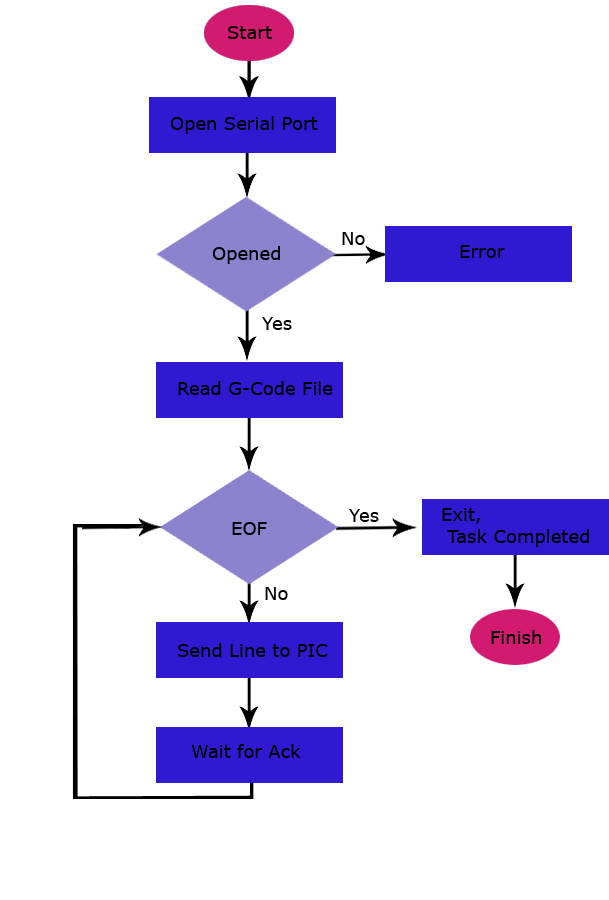 Start
Open Serial Port
Opened
No
Error
Yes
Read G-Code File
EOF
Yes
Exit,
Task Completed
No
Send Line to PIC
Finish
Wait for Ack